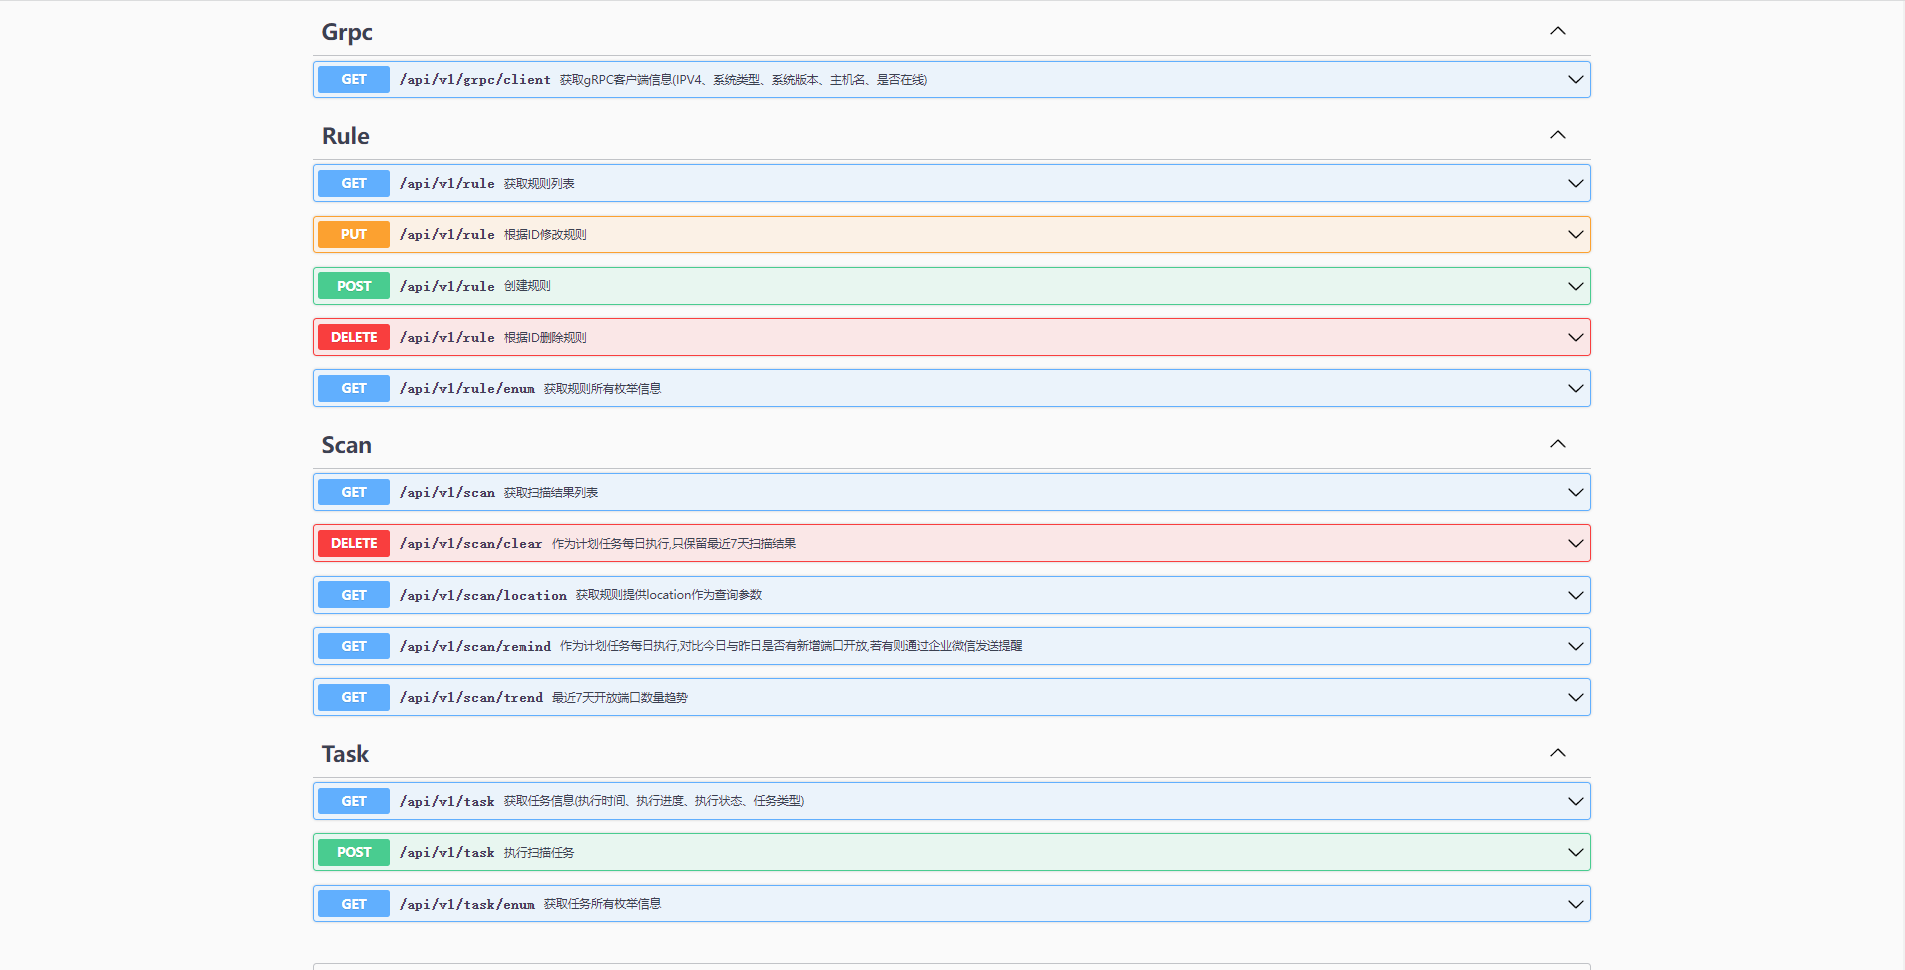 Grpc
GET /api/v1/grpc/client 获取gRPC客户端信息(IPV4、系统类型、系统版本、主机名、是否在线)
Rule
GET /api/v1/rule 获取规则列表
PUT /api/v1/rule 根据ID修改规则
POST /api/v1/rule 创建规则
DELETE /api/v1/rule 根据ID删除规则
GET /api/v1/rule/enum 获取规则所有枚举信息
Scan
GET /api/v1/scan 获取扫描结果列表
DELETE /api/v1/scan/clear 作为计划任务每日执行,只保留最近7天扫描结果
GET /api/v1/scan/location 获取规则提供location作为查询参数
GET /api/v1/scan/remind 作为计划任务每日执行,对比今日与昨日是否有新增端口开放,若有则通过企业微信发送提醒
GET /api/v1/scan/trend 最近7天开放端口数量趋势
Task
GET /api/v1/task 获取任务信息(执行时间、执行进度、执行状态、任务类型)
POST /api/v1/task 执行扫描任务
GET /api/v1/task/enum 获取任务所有枚举信息